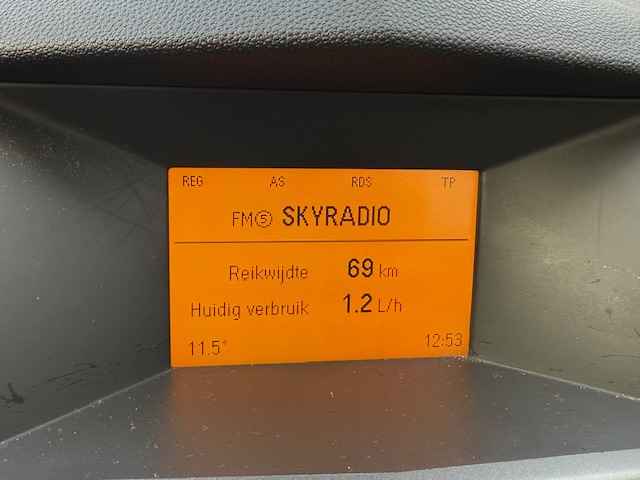 REG AS RDS TP
FM⑤ SKYRADIO
Reikwijdte 69 km
Huidig verbruik 1.2 L/h
11.5° 12:53